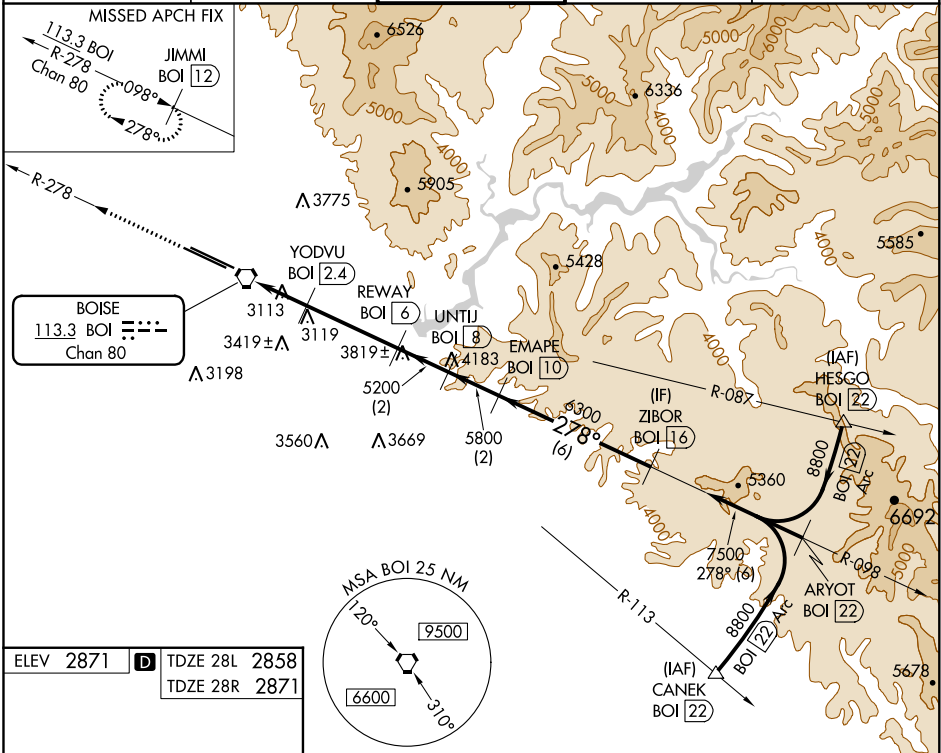 MISSED APCH FIX
113.3 BOI
R-278
Chan 80
JIMMI
BOI 12
098°
278°
6526
5000
5000
6000
6336
5000
4000
4000
5000
5905
3775
R-278
4000
5585
5428
YODVU
BOI 2.4
REWAY
BOI 6
UNTIJ
BOI 8
EMAPE
BOI 10
BOISE
113.3 BOI
Chan 80
3113
3119
3419±
3819±
4183
3198
5200
(2)
5800
(2)
3560
3669
6300
278°
(6)
(IF)
ZIBOR
BOI 16
R-087
(IAF)
HESGO
BOI 22
8800
BOI 22 Arc
5360
6692
4000
5000
7500
278° (6)
R-098
ARYOT
BOI 22
R-113
8800
BOI 22 Arc
(IAF)
CANEK
BOI 22
5678
MSA BOI 25 NM
120°
9500
6600
310°
ELEV 2871
D
TDZE 28L 2858
TDZE 28R 2871